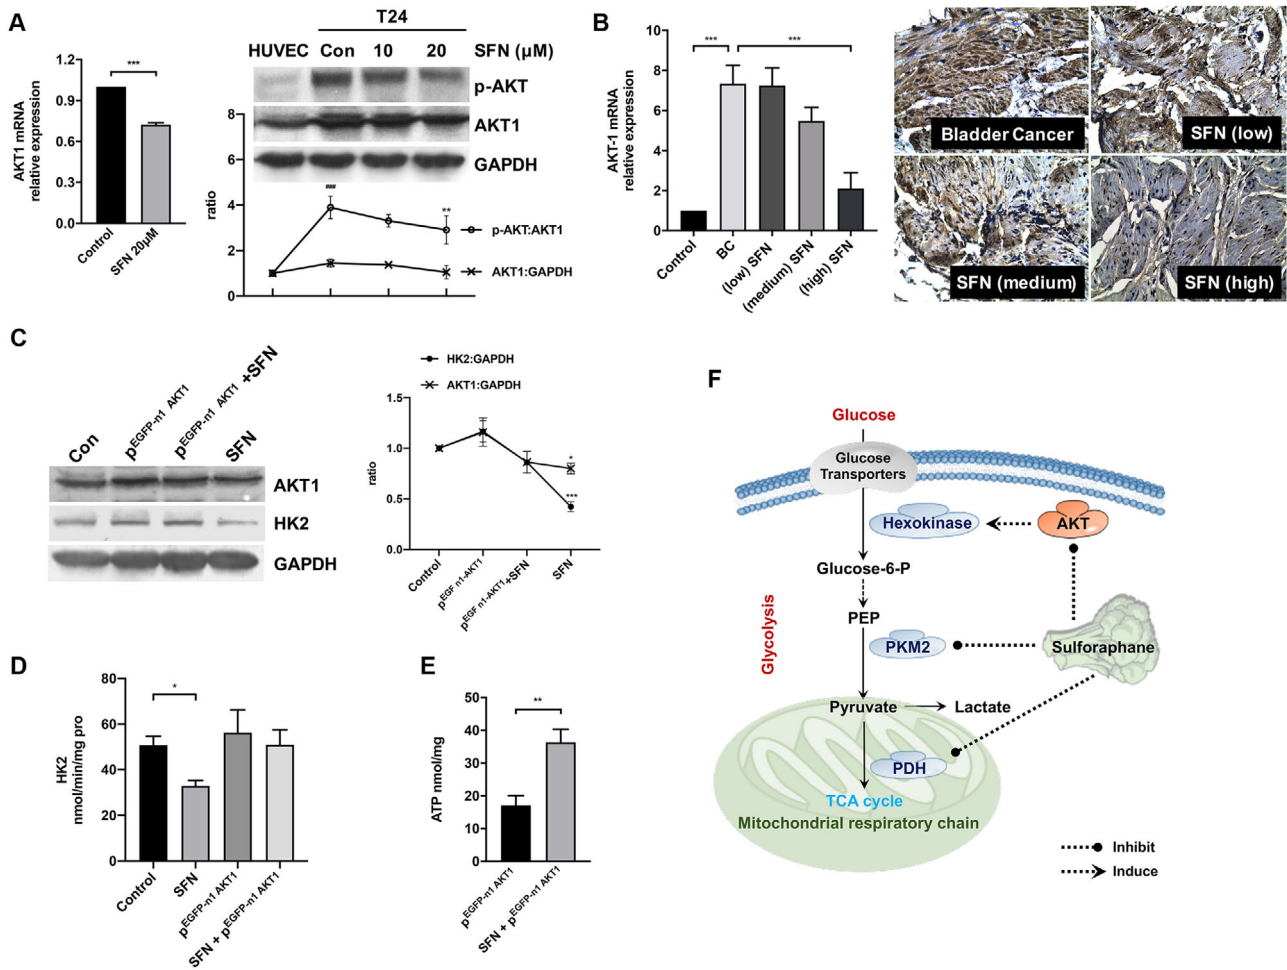 A
AKT1 mRNA
relative expression
1.2
0.9
0.6
0.3
0.0
***
Control
SFN 20μM
T24
HUVEC Con 10 20 SFN (μM)
p-AKT
AKT1
GAPDH
ratio
8
6
4
2
0
###
**
p-AKT:AKT1
AKT1:GAPDH
B
AKT-1 mRNA
relative expression
10
8
6
4
2
0
*** ***
Control
BC
(low) SFN
(medium) SFN
(high) SFN
Bladder Cancer
SFN (low)
SFN (medium)
SFN (high)
C
Con
pEGFP-n1 AKT1
pEGFP-n1 AKT1 +SFN
SFN
AKT1
HK2
GAPDH
HK2:GAPDH
AKT1:GAPDH
ratio
1.5
1.0
0.5
0.0
*
***
Control
pEGF n1-AKT1
pEGF n1-AKT1+SFN
SFN
D
HK2
nmol/min/mg pro
80
60
40
20
0
*
Control
SFN
pEGFP-n1 AKT1
SFN + pEGFP-n1 AKT1
E
ATP nmol/mg
50
40
30
20
10
0
**
pEGFP-n1 AKT1
SFN + pEGFP-n1 AKT1
F
Glucose
Glucose
Transporters
Hexokinase
AKT
Glucose-6-P
PEP
Glycolysis
PKM2
Sulforaphane
Pyruvate
Lactate
PDH
TCA cycle
Mitochondrial respiratory chain
Inhibit
Induce